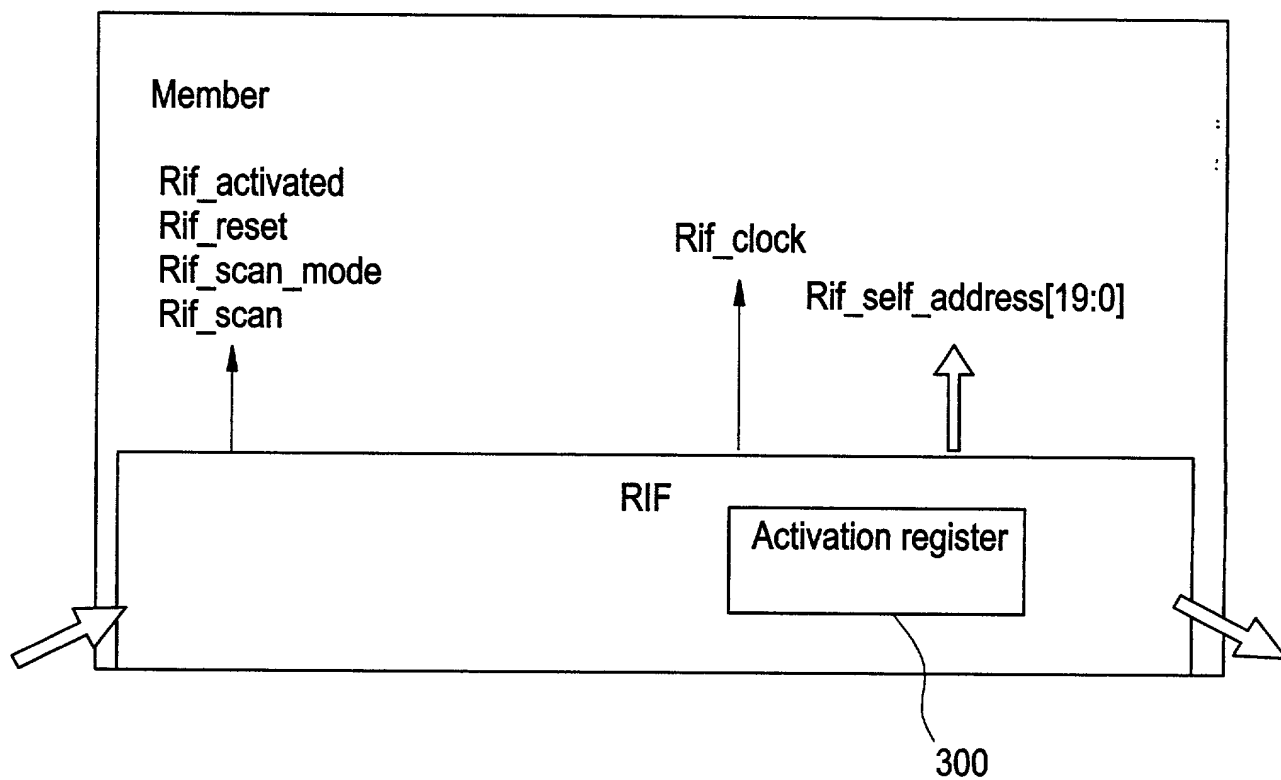 Member
Rif_activated
Rif_reset
Rif_scan_mode
Rif_scan
Rif_clock
Rif_self_address[19:0]
RIF
Activation register
300